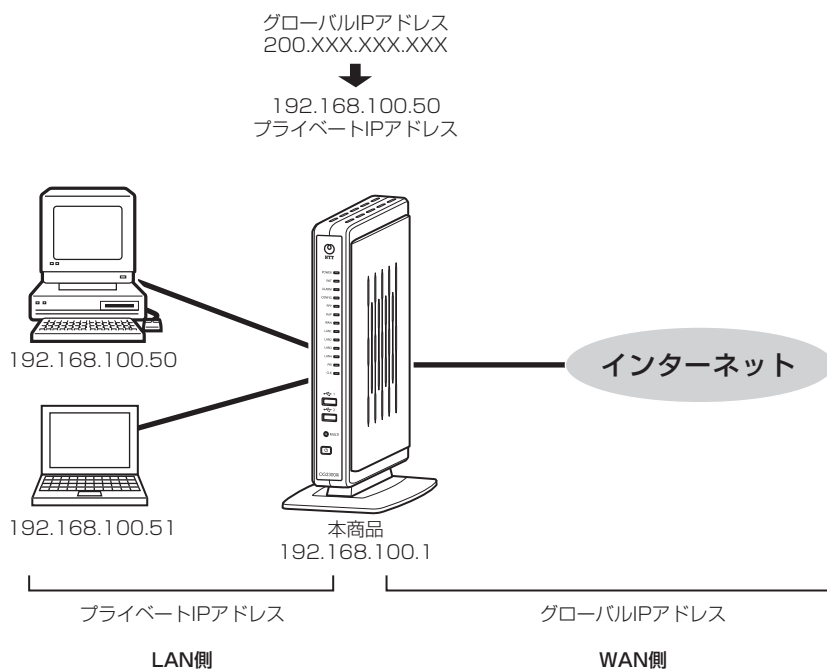 グローバルIPアドレス
200.XXX.XXX.XXX
192.168.100.50
プライベートIPアドレス
NTT
192.168.100.50
インターネット
192.168.100.51
本商品
192.168.100.1
プライベートIPアドレス
グローバルIPアドレス
LAN側
WAN側